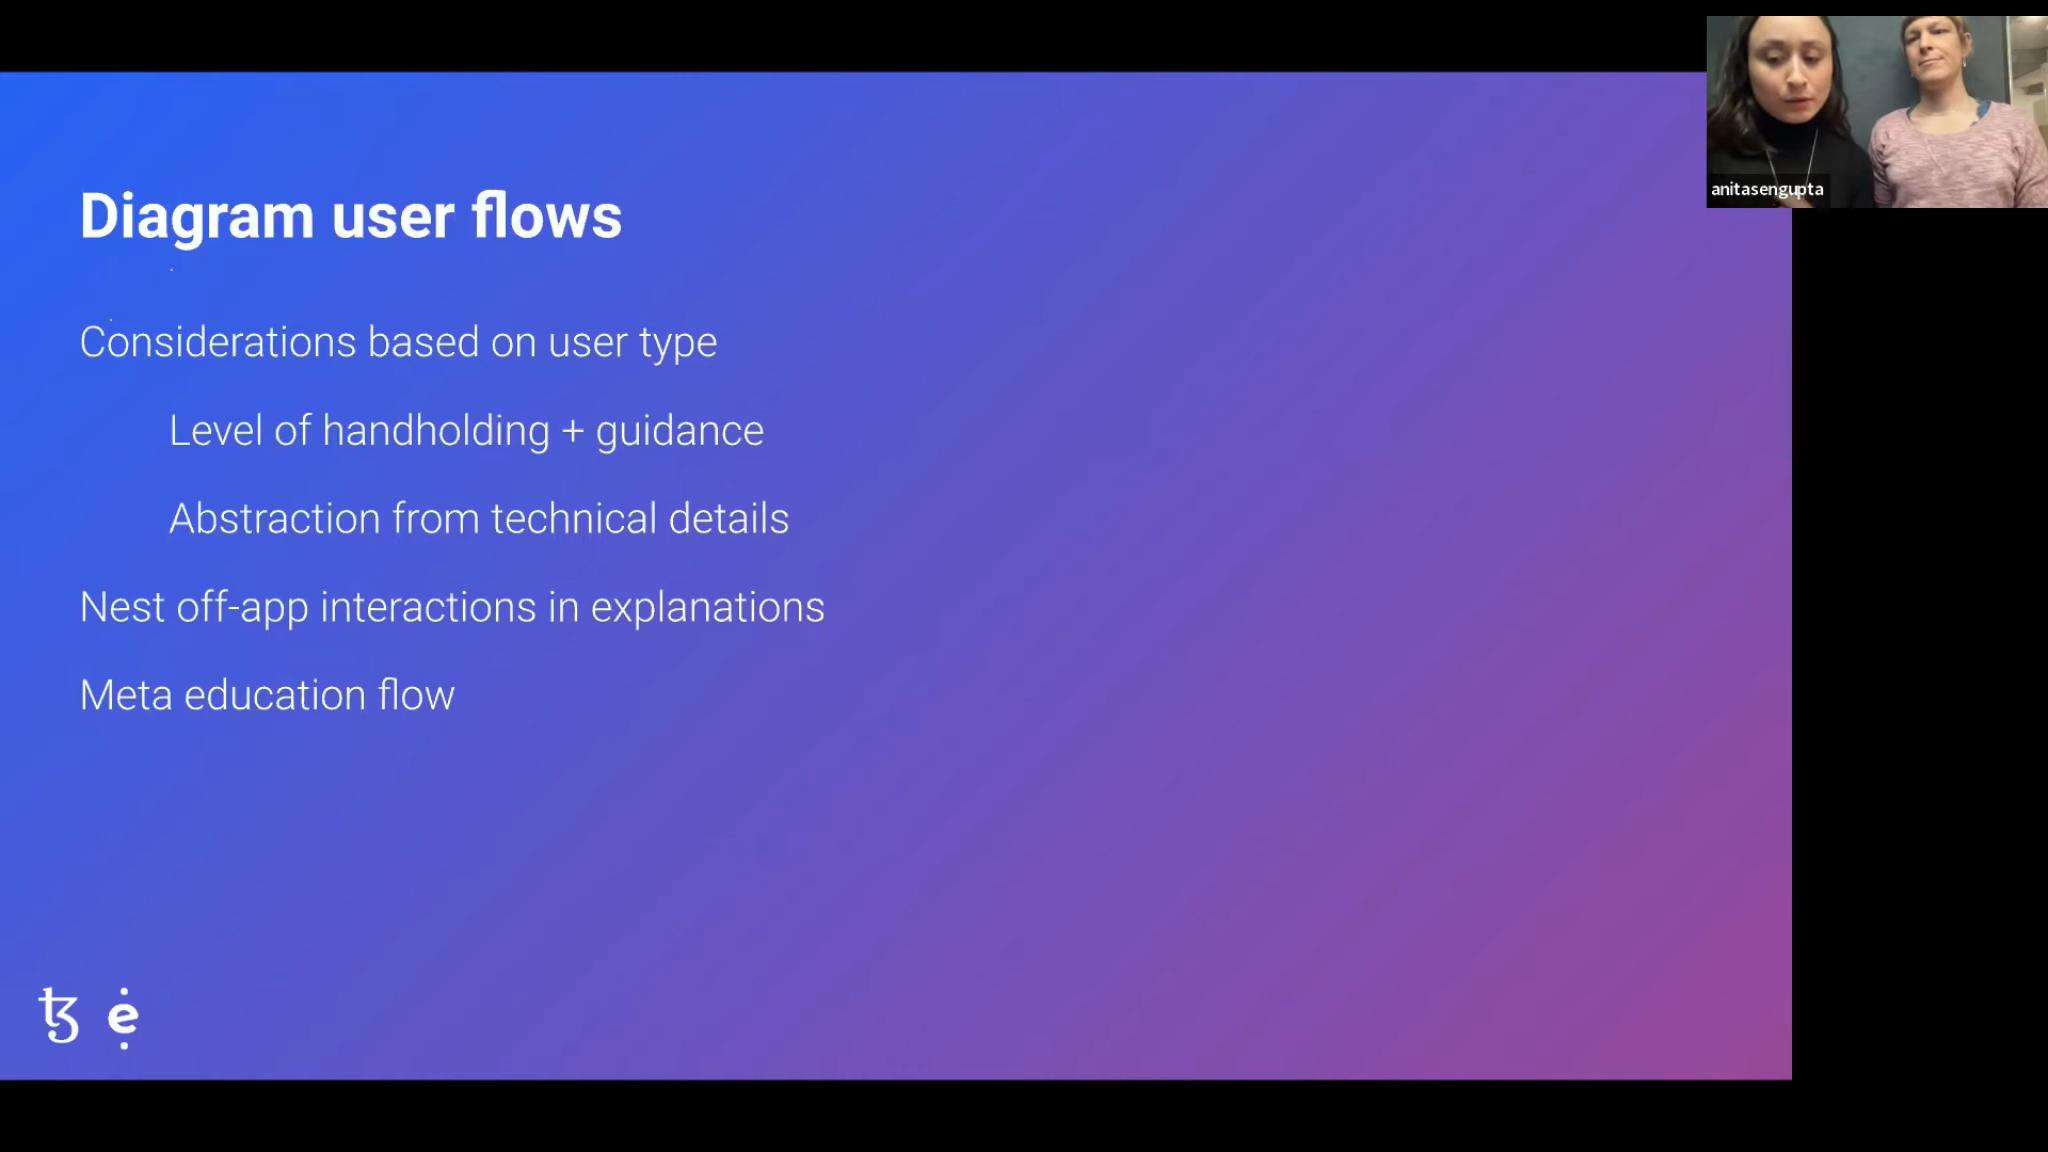 Diagram user flows
Considerations based on user type
Level of handholding + guidance
Abstraction from technical details
Nest off-app interactions in explanations
Meta education flow
anitasengupta